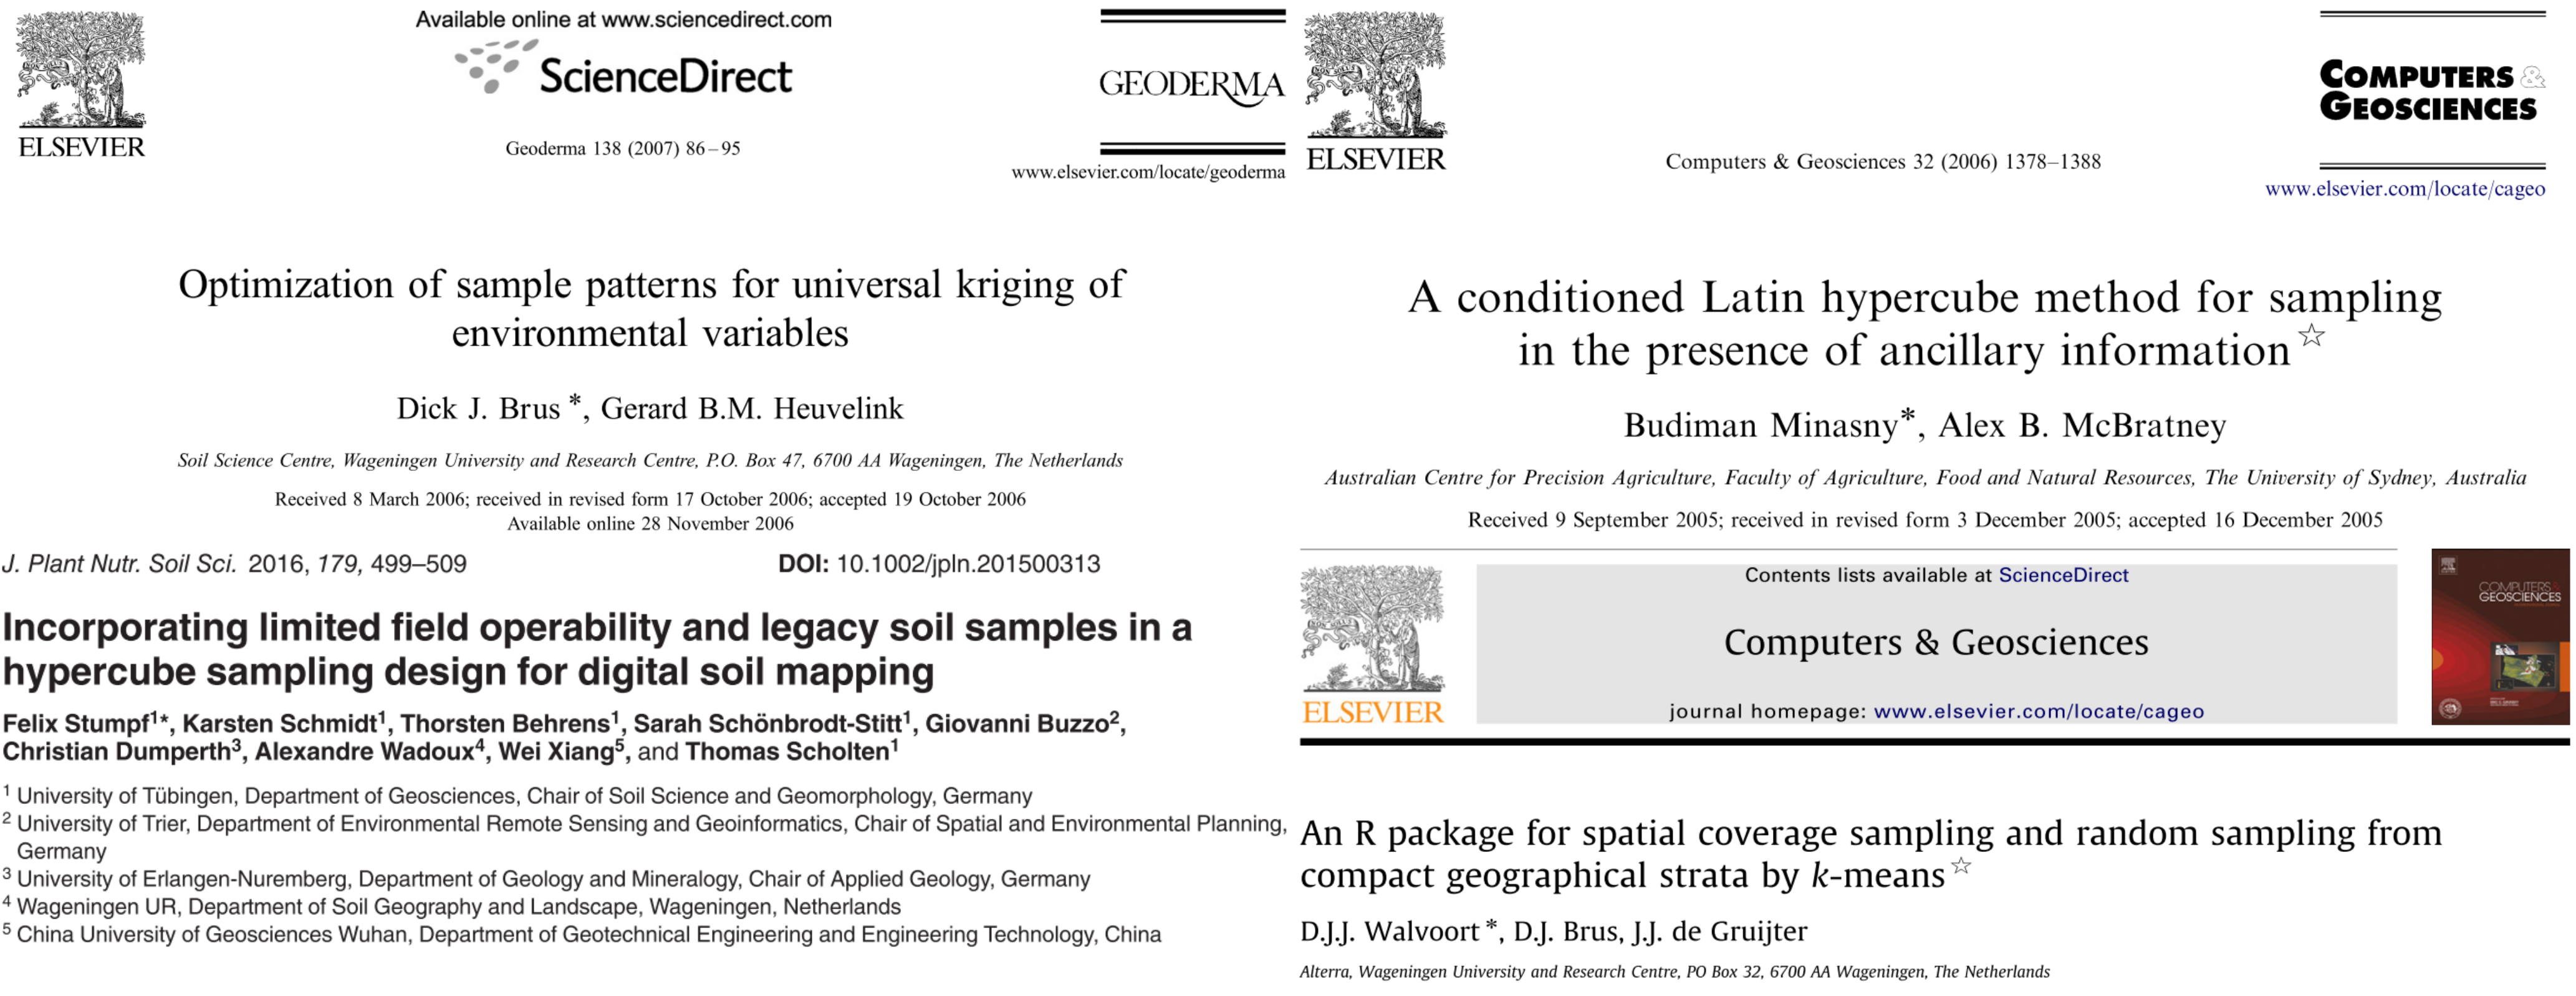 ELSEVIER
Available online at www.sciencedirect.com
ScienceDirect
Geoderma 138 (2007) 86–95
GEODERMA
www.elsevier.com/locate/geoderma
Optimization of sample patterns for universal kriging of
environmental variables
Dick J. Brus *, Gerard B.M. Heuvelink
Soil Science Centre, Wageningen University and Research Centre, P.O. Box 47, 6700 AA Wageningen, The Netherlands
Received 8 March 2006; received in revised form 17 October 2006; accepted 19 October 2006
Available online 28 November 2006
ELSEVIER
Computers & Geosciences 32 (2006) 1378–1388
COMPUTERS &
GEOSCIENCES
www.elsevier.com/locate/cageo
A conditioned Latin hypercube method for sampling
in the presence of ancillary information☆
Budiman Minasny*, Alex B. McBratney
Australian Centre for Precision Agriculture, Faculty of Agriculture, Food and Natural Resources, The University of Sydney, Australia
Received 9 September 2005; received in revised form 3 December 2005; accepted 16 December 2005
J. Plant Nutr. Soil Sci. 2016, 179, 499–509
DOI: 10.1002/jpln.201500313
Incorporating limited field operability and legacy soil samples in a
hypercube sampling design for digital soil mapping
Felix Stumpf1*, Karsten Schmidt1, Thorsten Behrens1, Sarah Schönbrodt-Stitt1, Giovanni Buzzo2,
Christian Dumperth3, Alexandre Wadoux4, Wei Xiang5, and Thomas Scholten1
1 University of Tübingen, Department of Geosciences, Chair of Soil Science and Geomorphology, Germany
2 University of Trier, Department of Environmental Remote Sensing and Geoinformatics, Chair of Spatial and Environmental Planning,
Germany
3 University of Erlangen-Nuremberg, Department of Geology and Mineralogy, Chair of Applied Geology, Germany
4 Wageningen UR, Department of Soil Geography and Landscape, Wageningen, Netherlands
5 China University of Geosciences Wuhan, Department of Geotechnical Engineering and Engineering Technology, China
ELSEVIER
Contents lists available at ScienceDirect
Computers & Geosciences
journal homepage: www.elsevier.com/locate/cageo
COMPUTERS &
GEOSCIENCES
An R package for spatial coverage sampling and random sampling from
compact geographical strata by k-means☆
D.J.J. Walvoort *, D.J. Brus, J.J. de Gruijter
Alterra, Wageningen University and Research Centre, PO Box 32, 6700 AA Wageningen, The Netherlands